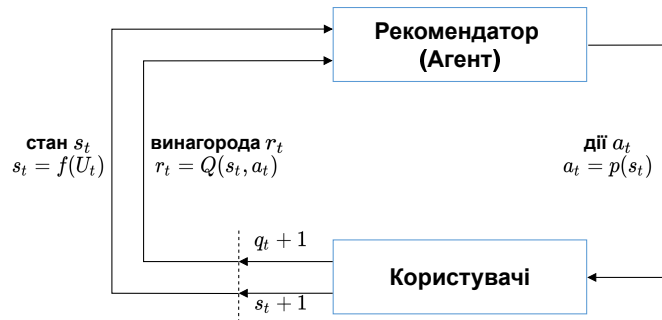 Рекомендатор
(Агент)
стан s_t
s_t = f(U_t)
винагорода r_t
r_t = Q(s_t, a_t)
дії a_t
a_t = p(s_t)
q_t + 1
Користувачі
s_t + 1